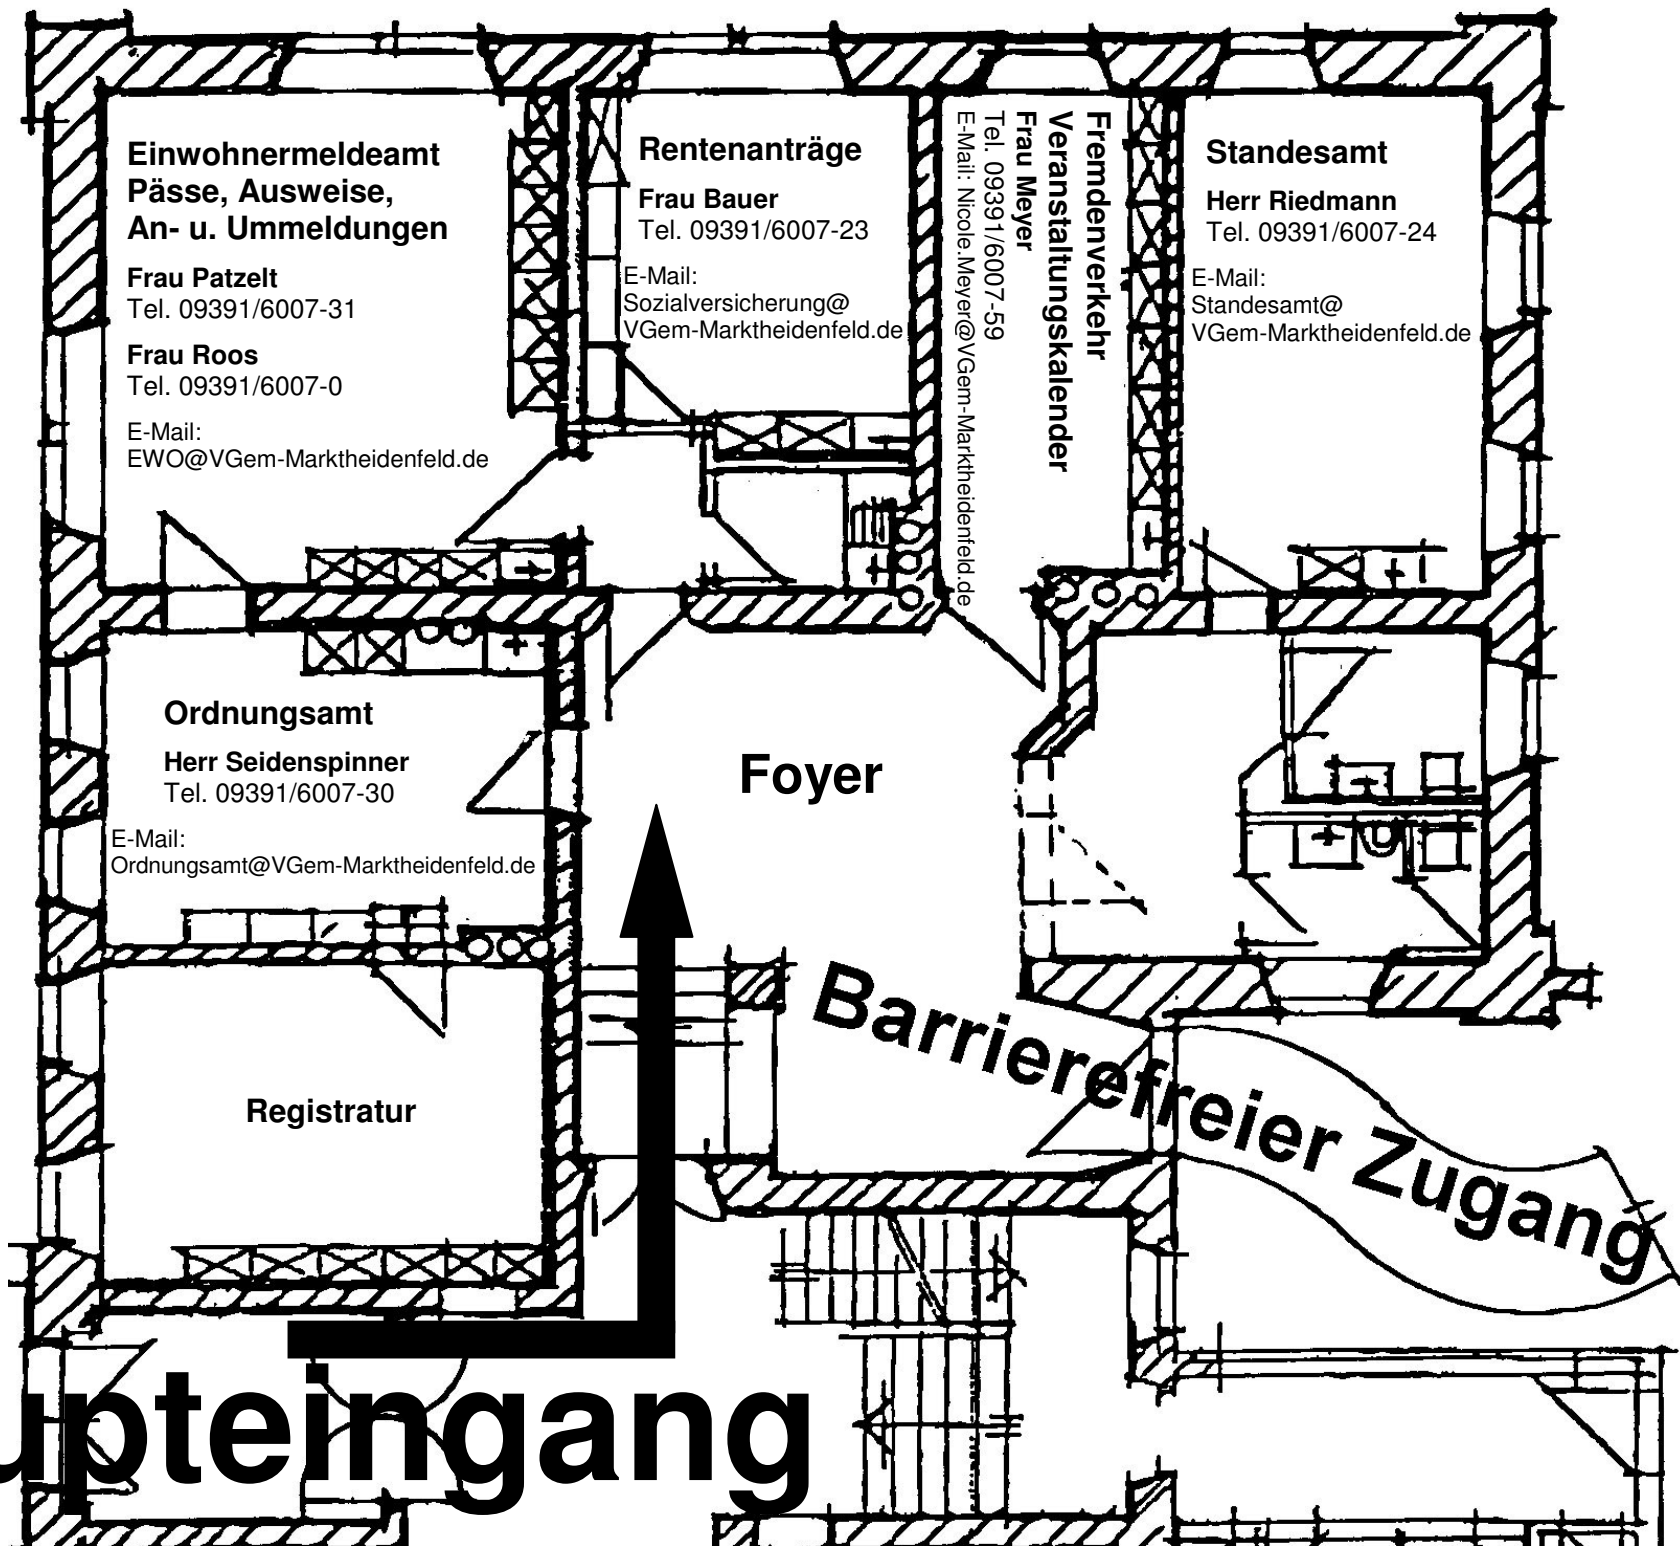 Einwohnermeldeamt
Pässe, Ausweise,
An- u. Ummeldungen
Frau Patzelt
Tel. 09391/6007-31
Frau Roos
Tel. 09391/6007-0
E-Mail:
EWO@VGem-Marktheidenfeld.de
Rentenanträge
Frau Bauer
Tel. 09391/6007-23
E-Mail:
Sozialversicherung@
VGem-Marktheidenfeld.de
Fremdenverkehr
Veranstaltungskalender
Frau Meyer
Tel. 09391/6007-59
E-Mail: Nicole.Meyer@VGem-Marktheidenfeld.de
Standesamt
Herr Riedmann
Tel. 09391/6007-24
E-Mail:
Standesamt@
VGem-Marktheidenfeld.de
Ordnungsamt
Herr Seidenspinner
Tel. 09391/6007-30
E-Mail:
Ordnungsamt@VGem-Marktheidenfeld.de
Foyer
Barrierefreier Zugang
Registratur
upteingang